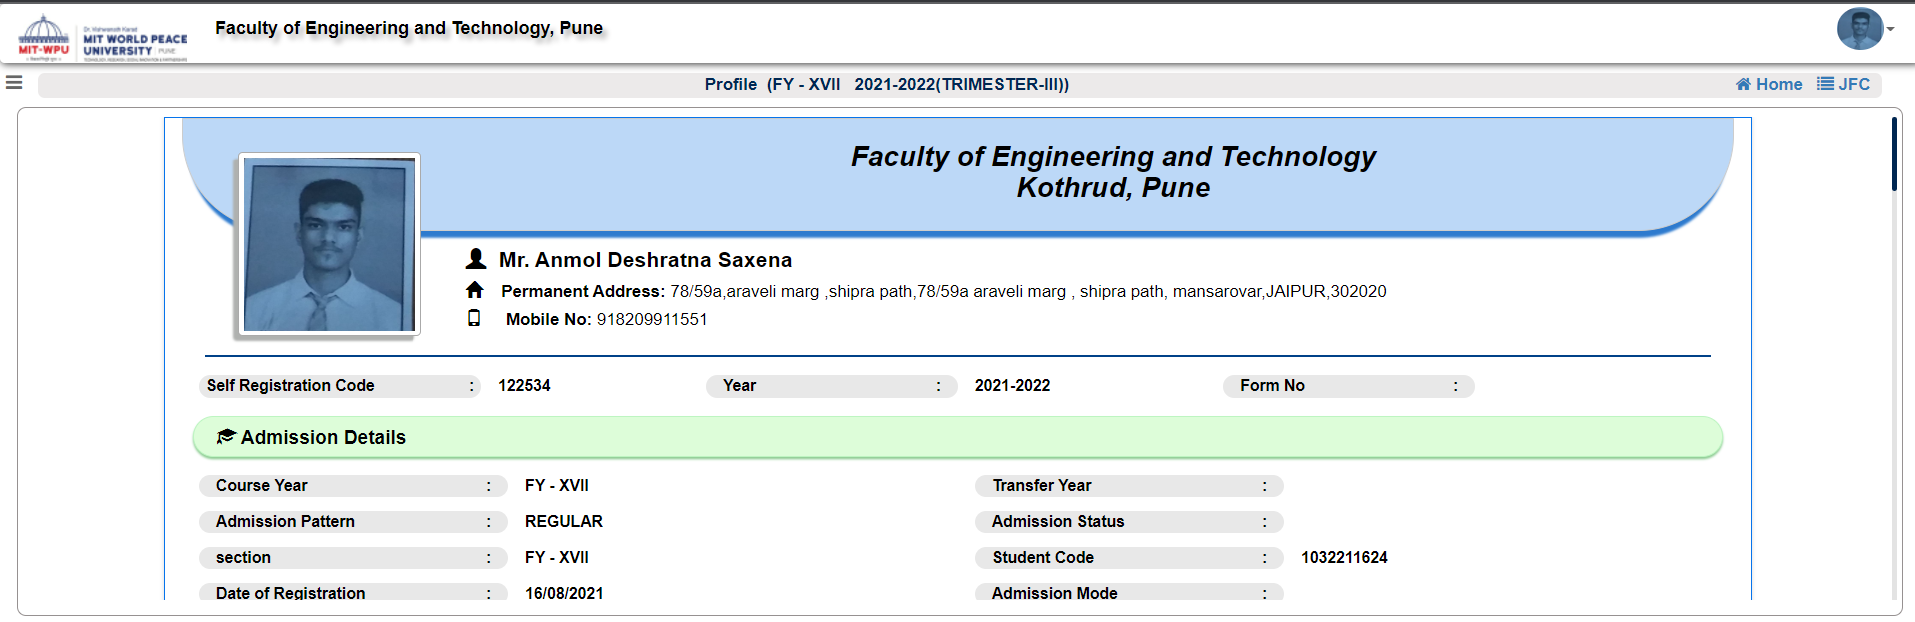 Faculty of Engineering and Technology, Pune
Dr. Vishwanath Karad
MIT WORLD PEACE
UNIVERSITY | PUNE
MIT-WPU
Profile (FY - XVII 2021-2022(TRIMESTER-III))
Home JFC
Faculty of Engineering and Technology
Kothrud, Pune
Mr. Anmol Deshratna Saxena
Permanent Address: 78/59a,araveli marg ,shipra path,78/59a araveli marg , shipra path, mansarovar,JAIPUR,302020
Mobile No: 918209911551
Self Registration Code : 122534 Year : 2021-2022 Form No :
Admission Details
Course Year : FY - XVII Transfer Year :
Admission Pattern : REGULAR Admission Status :
section : FY - XVII Student Code : 1032211624
Date of Registration : 16/08/2021 Admission Mode :